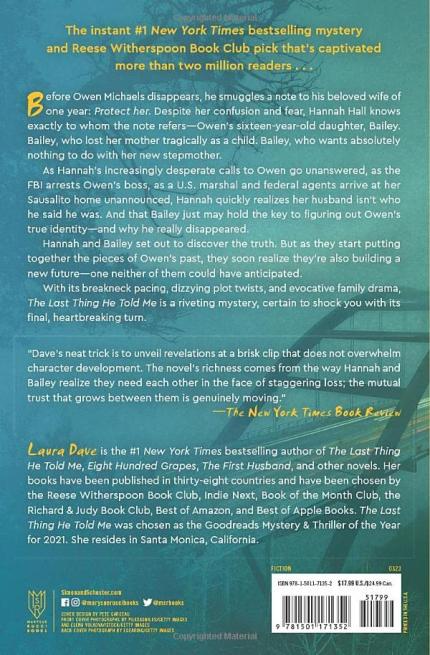 Copyrighted Material
The instant #1 New York Times bestselling mystery
and Reese Witherspoon Book Club pick that's captivated
more than two million readers . . .
Before Owen Michaels disappears, he smuggles a note to his beloved wife of
one year: Protect her. Despite her confusion and fear, Hannah Hall knows
exactly to whom the note refers—Owen's sixteen-year-old daughter, Bailey.
Bailey, who lost her mother tragically as a child. Bailey, who wants absolutely
nothing to do with her new stepmother.
As Hannah's increasingly desperate calls to Owen go unanswered, as the
FBI arrests Owen's boss, as a U.S. marshal and federal agents arrive at her
Sausalito home unannounced, Hannah quickly realizes her husband isn't who
he said he was. And that Bailey just may hold the key to figuring out Owen's
true identity—and why he really disappeared.
Hannah and Bailey set out to discover the truth. But as they start putting
together the pieces of Owen's past, they soon realize they're also building a
new future—one neither of them could have anticipated.
With its breakneck pacing, dizzying plot twists, and evocative family drama,
The Last Thing He Told Me is a riveting mystery, certain to shock you with its
final, heartbreaking turn.
"Dave's neat trick is to unveil revelations at a brisk clip that does not overwhelm
character development. The novel's richness comes from the way Hannah and
Bailey realize they need each other in the face of staggering loss; the mutual
trust that grows between them is genuinely moving."
—The New York Times Book Review
Laura Dave is the #1 New York Times bestselling author of The Last Thing
He Told Me, Eight Hundred Grapes, The First Husband, and other novels. Her
books have been published in thirty-eight countries and have been chosen by
the Reese Witherspoon Book Club, Indie Next, Book of the Month Club, the
Richard & Judy Book Club, Best of Amazon, and Best of Apple Books. The Last
Thing He Told Me was chosen as the Goodreads Mystery & Thriller of the Year
for 2021. She resides in Santa Monica, California.
FICTION 0323
ISBN 978-1-5011-7135-2 $17.99 U.S./$24.99 Can.
51799
9 781501 171352
PRINTED IN THE U.S.A.
MARYSUE
RUCCI
BOOKS
SimonandSchuster.com
@marysueruccibooks @msrbooks
COVER DESIGN BY PETE GARCEAU
Copyrighted Material